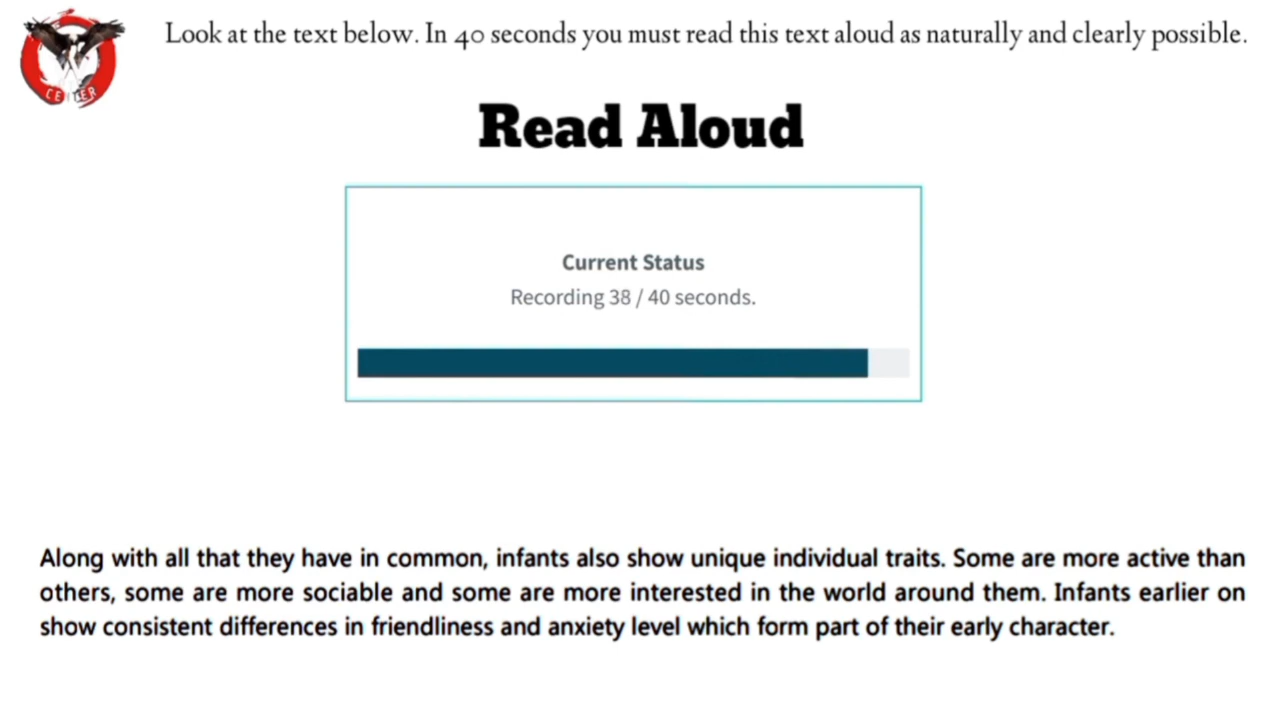 CENTER
Look at the text below. In 40 seconds you must read this text aloud as naturally and clearly possible.
Read Aloud
Current Status
Recording 38 / 40 seconds.
Along with all that they have in common, infants also show unique individual traits. Some are more active than
others, some are more sociable and some are more interested in the world around them. Infants earlier on
show consistent differences in friendliness and anxiety level which form part of their early character.